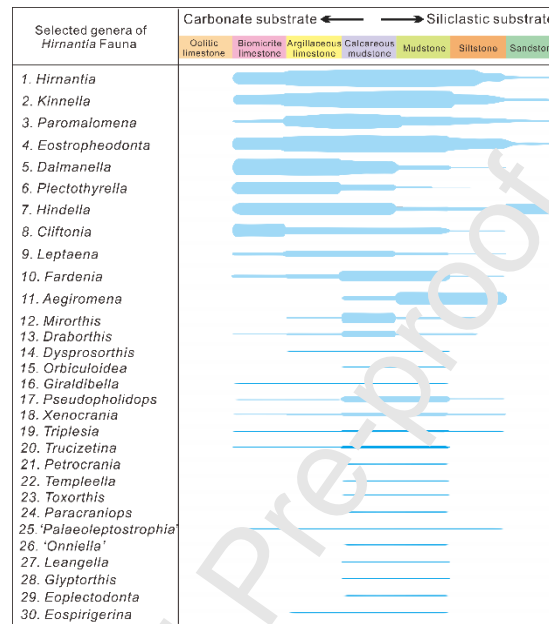 Selected genera of
Hirnantia Fauna
Carbonate substrate
Siliclastic substrate
Oolitic
limestone
Biomicrite
limestone
Argillaceous
limestone
Calcareous
mudstone
Mudstone
Siltstone
Sandstone
1. Hirnantia
2. Kinnella
3. Paromalomena
4. Eostropheodonta
5. Dalmanella
6. Plectothyrella
7. Hindella
8. Cliftonia
9. Leptaena
10. Fardenia
11. Aegiromena
12. Mirorthis
13. Draborthis
14. Dysprosorthis
15. Orbiculoidea
16. Giraldibella
17. Pseudopholidops
18. Xenocrania
19. Triplesia
20. Trucizetina
21. Petrocrania
22. Templeella
23. Toxorthis
24. Paracraniops
25. 'Palaeoleptostrophia'
26. 'Onniella'
27. Leangella
28. Glyptorthis
29. Eoplectodonta
30. Eospirigerina
Pre-proof